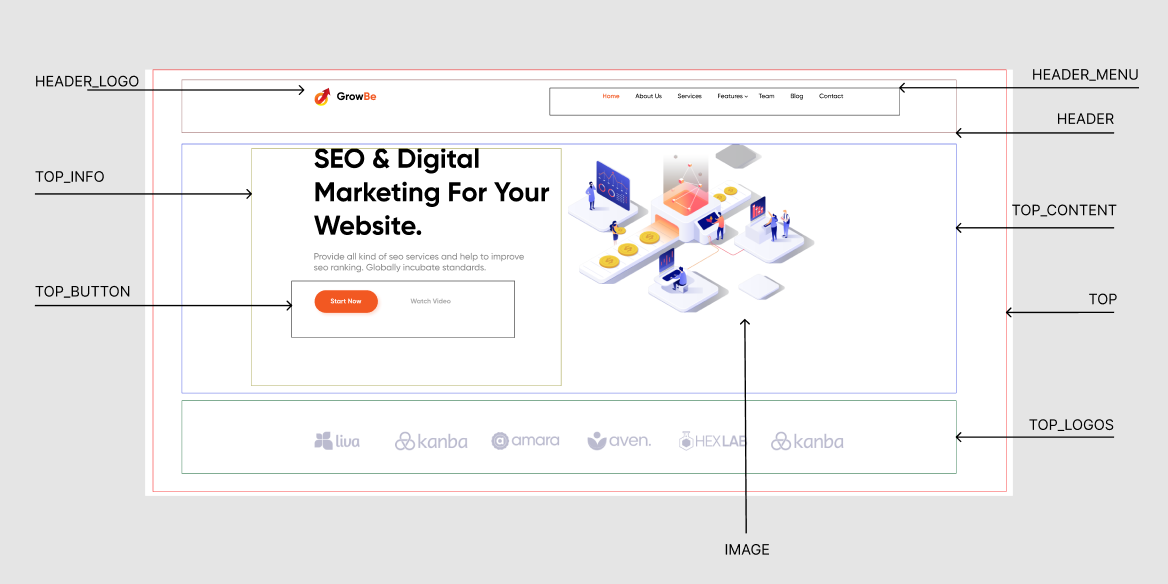 HEADER_LOGO
HEADER_MENU
GrowBe
Home About Us Services Features Team Blog Contact
HEADER
SEO & Digital
Marketing For Your
Website.
TOP_INFO
TOP_CONTENT
Provide all kind of seo services and help to improve
seo ranking. Globally incubate standards.
TOP_BUTTON
Start Now Watch Video
TOP
TOP_LOGOS
liva kanba amara aven. HEXLAB kanba
IMAGE